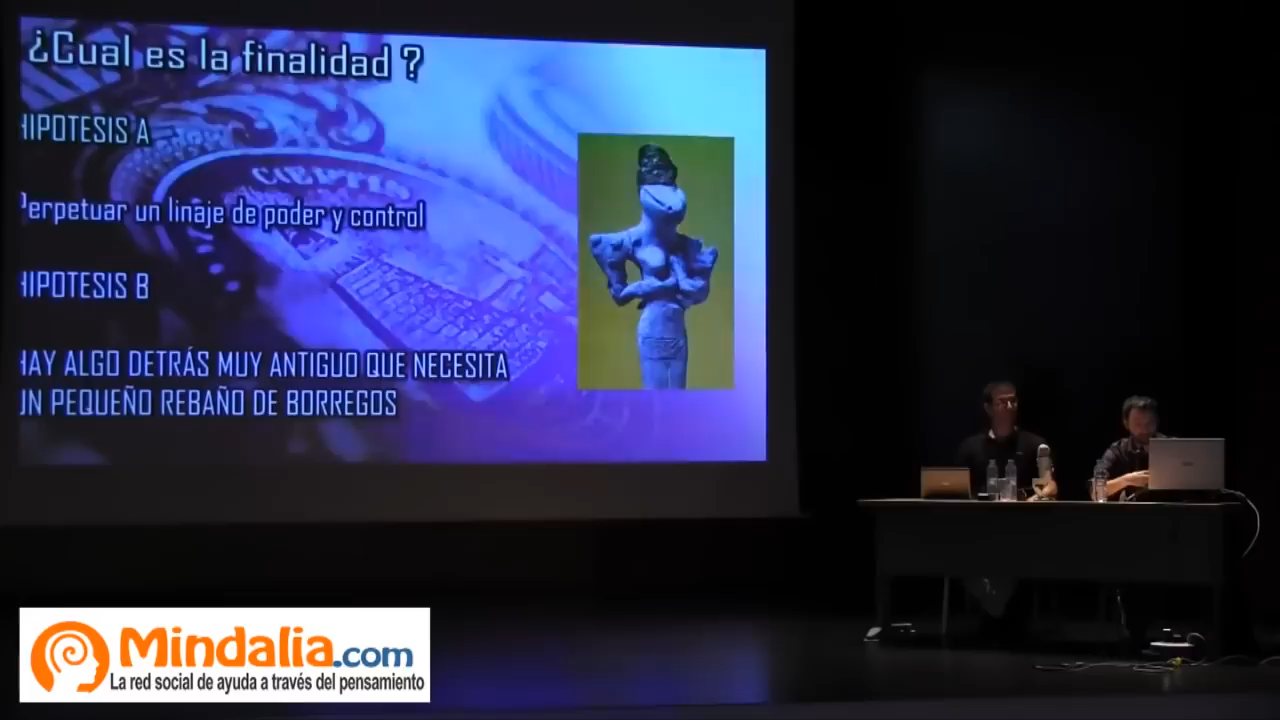 ¿Cual es la finalidad ?
HIPOTESIS A
CIENTO
Perpetuar un linaje de poder y control
HIPOTESIS B
HAY ALGO DETRÁS MUY ANTIGUO QUE NECESITA
UN PEQUEÑO REBAÑO DE BORREGOS
Mindalia.com
La red social de ayuda a través del pensamiento